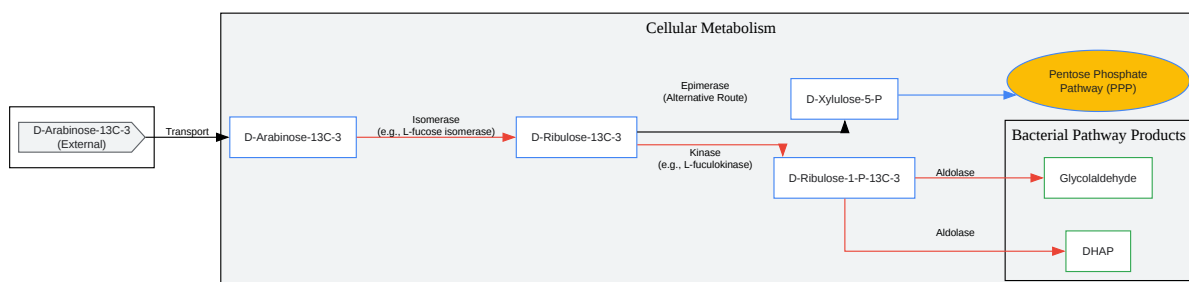 Cellular Metabolism
D-Arabinose-13C-3
(External)
Transport
D-Arabinose-13C-3
Isomerase
(e.g., L-fucose isomerase)
D-Ribulose-13C-3
Epimerase
(Alternative Route)
D-Xylulose-5-P
Pentose Phosphate
Pathway (PPP)
Kinase
(e.g., L-fuculokinase)
D-Ribulose-1-P-13C-3
Aldolase
Aldolase
Bacterial Pathway Products
Glycolaldehyde
DHAP